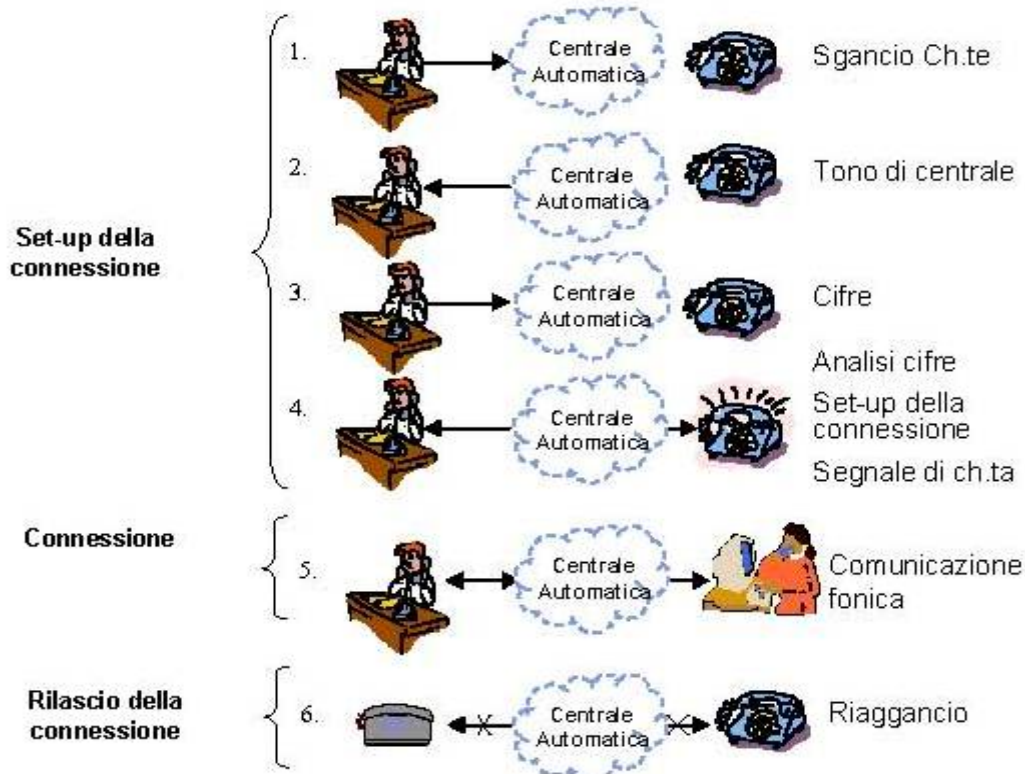 1.
Centrale
Automatica
Sgancio Ch.te
2.
Centrale
Automatica
Tono di centrale
Set-up della
connessione
3.
Centrale
Automatica
Cifre
Analisi cifre
4.
Centrale
Automatica
Set-up della
connessione
Segnale di ch.ta
Connessione
5.
Centrale
Automatica
Comunicazione
fonica
Rilascio della
connessione
6.
Centrale
Automatica
Riaggancio